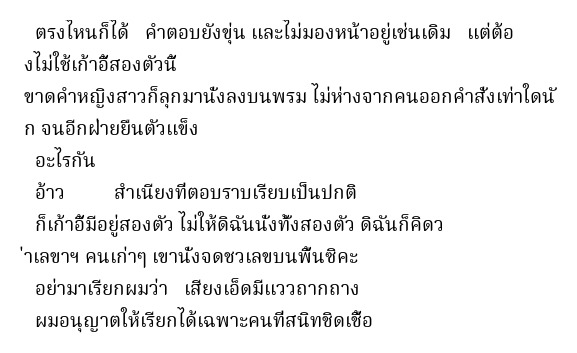 ตรงไหนก็ได้ คำตอบยังขุ่น และไม่มองหน้าอยู่เช่นเดิม แต่ต้อ
งไม่ใช้เก้าอี้สองตัวนี้
ขาดคำหญิงสาวก็ลุกมานั่งลงบนพรม ไม่ห่างจากคนออกคำสั่งเท่าใดนั
ก จนอีกฝ่ายยืนตัวแข็ง
อะไรกัน
อ้าว สำเนียงที่ตอบราบเรียบเป็นปกติ
ก็เก้าอี้มีอยู่สองตัว ไม่ให้ดิฉันนั่งทั้งสองตัว ดิฉันก็คิดว
่าเลขาฯ คนเก่าๆ เขานั่งจดชวเลขบนพื้นซิคะ
อย่ามาเรียกผมว่า เสียงเอ็ดมีแววถากถาง
ผมอนุญาตให้เรียกได้เฉพาะคนที่สนิทชิดเชื้อ